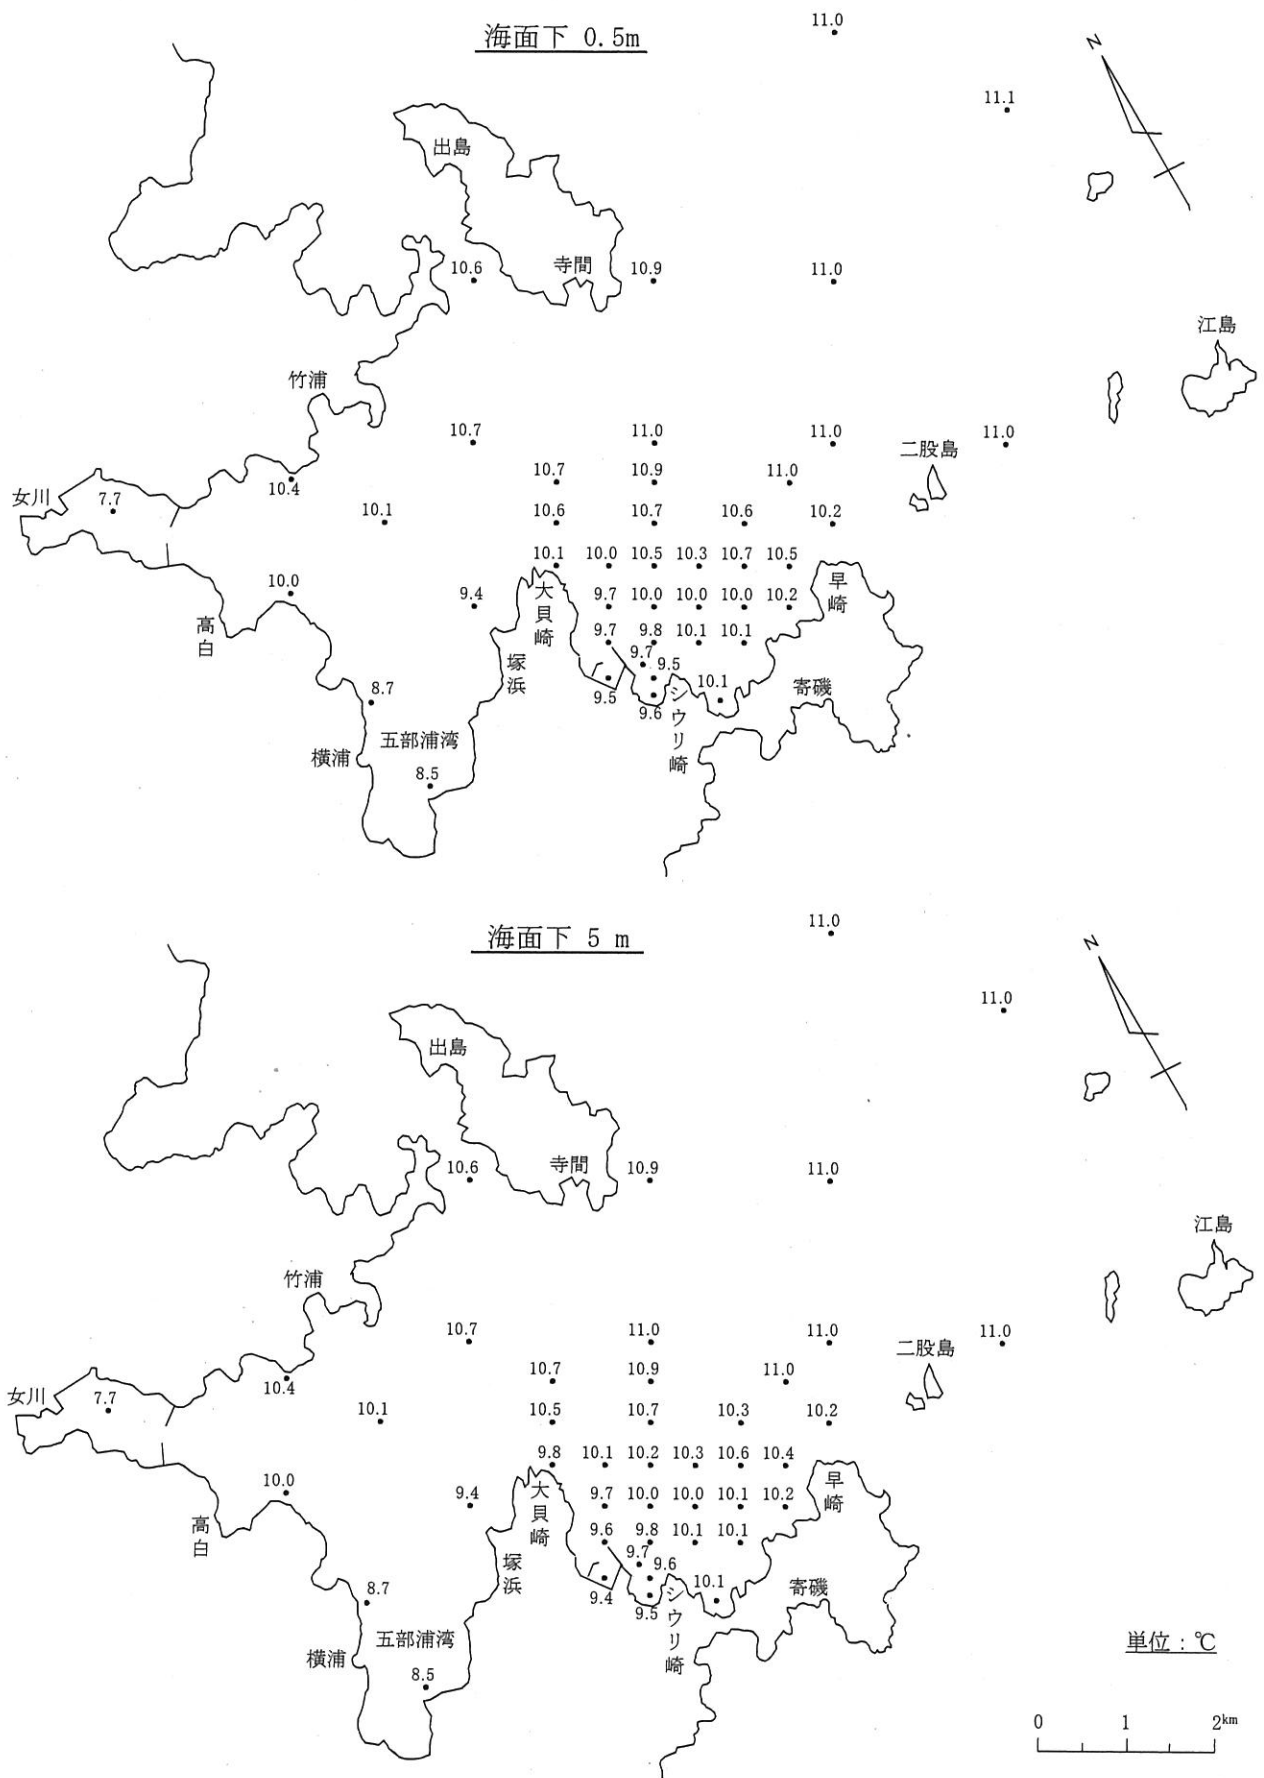 海面下 0.5m
11.0
N
11.1
出島
寺間
10.6
10.9
11.0
江島
竹浦
10.7
11.0
11.0
二股島
11.0
10.7
10.9
11.0
女川
7.7
10.4
10.1
10.6
10.7
10.6
10.2
10.1
10.0
10.5
10.3
10.7
10.5
10.0
9.4
大貝崎
9.7
10.0
10.0
10.0
10.2
早崎
高白
9.7
9.8
10.1
10.1
塚浜
9.7
9.5
8.7
9.5
9.6
シウリ崎
10.1
寄磯
五部浦湾
横浦
8.5
海面下 5 m
11.0
N
11.0
出島
寺間
10.6
10.9
11.0
江島
竹浦
10.7
11.0
11.0
二股島
11.0
10.7
10.9
11.0
女川
7.7
10.4
10.1
10.5
10.7
10.3
10.2
9.8
10.1
10.2
10.3
10.6
10.4
10.0
9.4
大貝崎
9.7
10.0
10.0
10.1
10.2
早崎
高白
9.6
9.8
10.1
10.1
塚浜
9.7
9.6
8.7
9.4
9.5
シウリ崎
10.1
寄磯
五部浦湾
横浦
8.5
単位：℃
0 1 2km